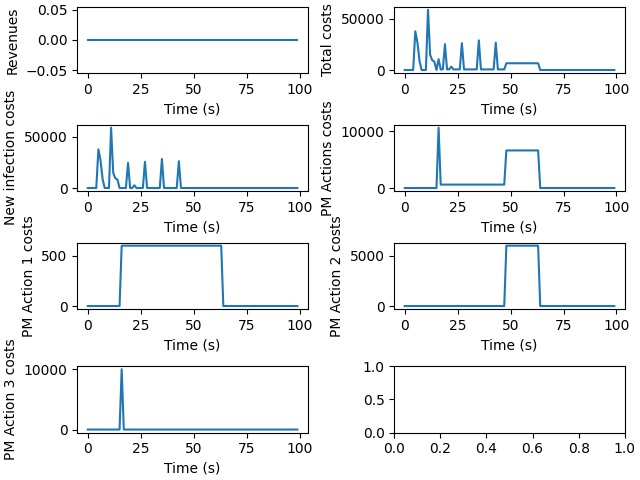 Revenues
0.05
0.00
−0.05
0 25 50 75 100
Time (s)
Total costs
50000
0
0 25 50 75 100
Time (s)
New infection costs
50000
0
0 25 50 75 100
Time (s)
PM Actions costs
10000
0
0 25 50 75 100
Time (s)
PM Action 1 costs
500
0
0 25 50 75 100
Time (s)
PM Action 2 costs
5000
0
0 25 50 75 100
Time (s)
PM Action 3 costs
10000
0
0 25 50 75 100
Time (s)
1.0
0.5
0.0
0.0 0.2 0.4 0.6 0.8 1.0